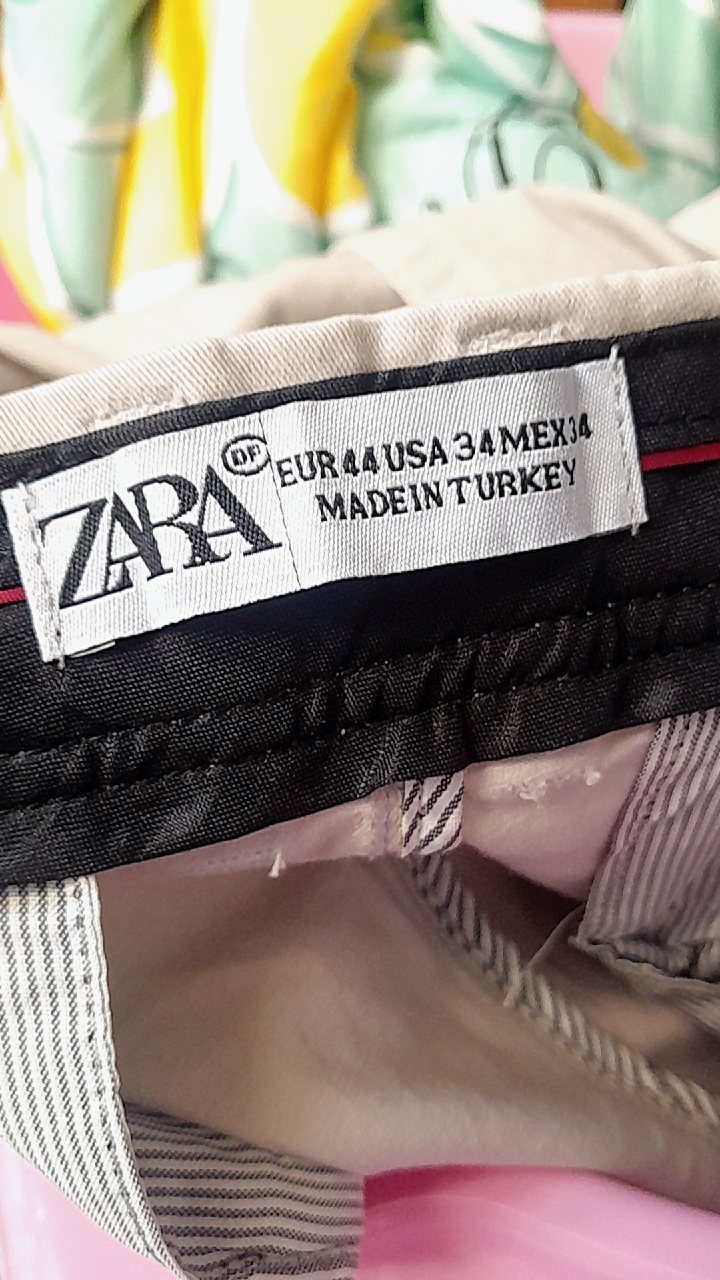 ZARA
DF
EUR 44 USA 34 MEX 34
MADE IN TURKEY